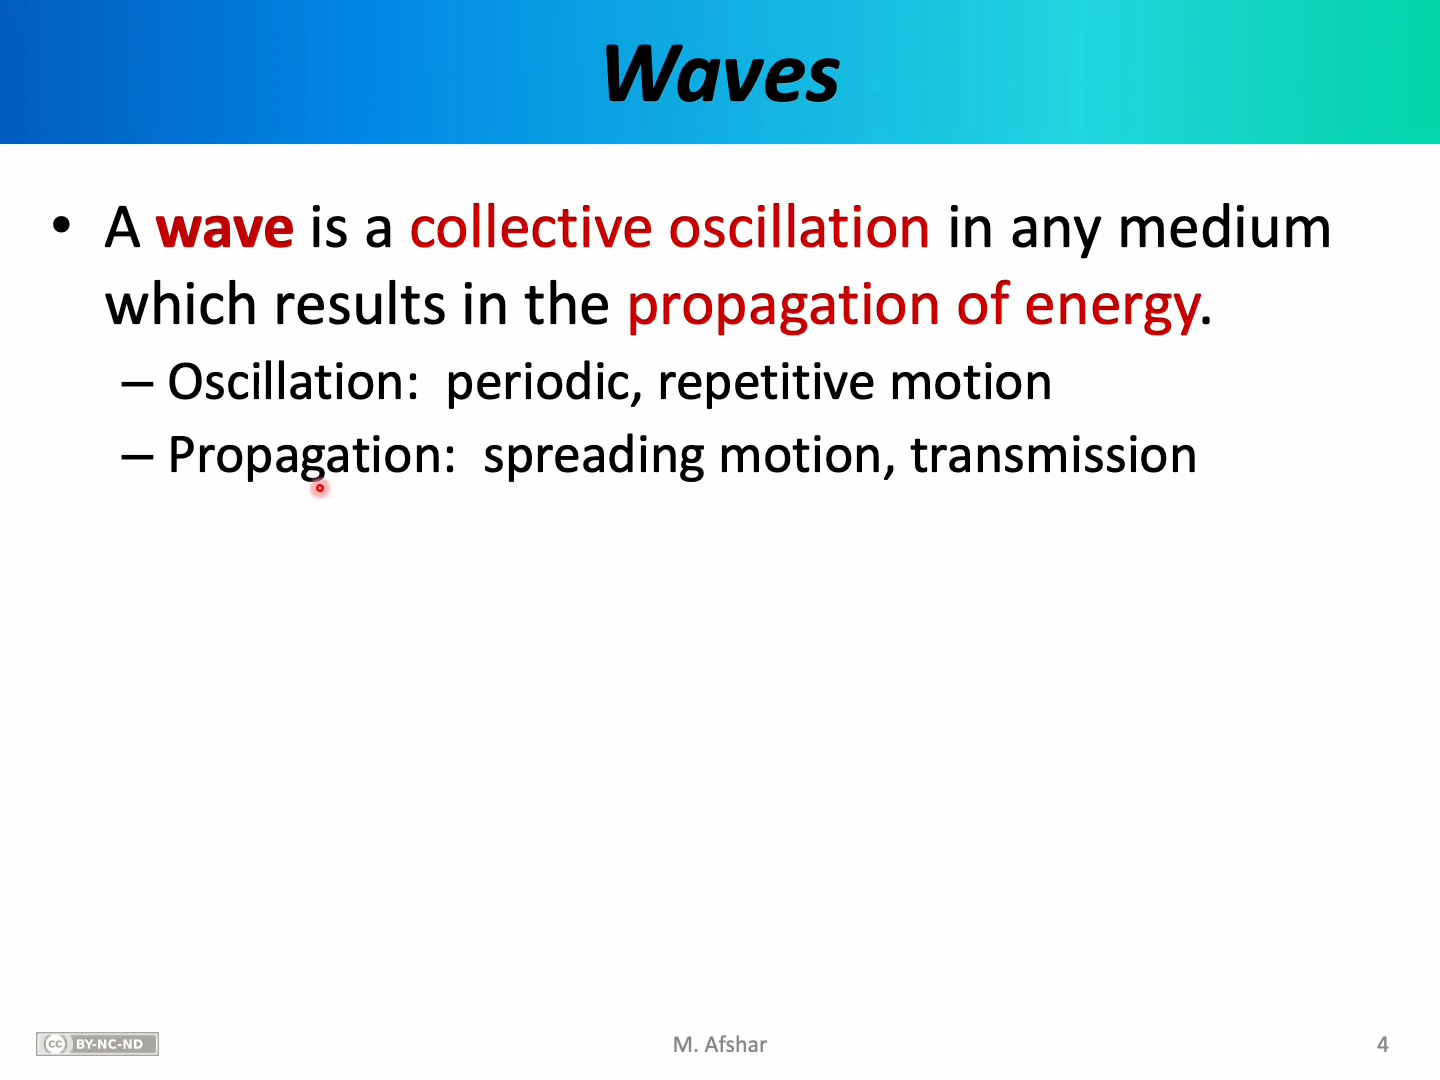 Waves
• A wave is a collective oscillation in any medium
which results in the propagation of energy.
– Oscillation:  periodic, repetitive motion
– Propagation:  spreading motion, transmission
cc BY-NC-ND
M. Afshar
4